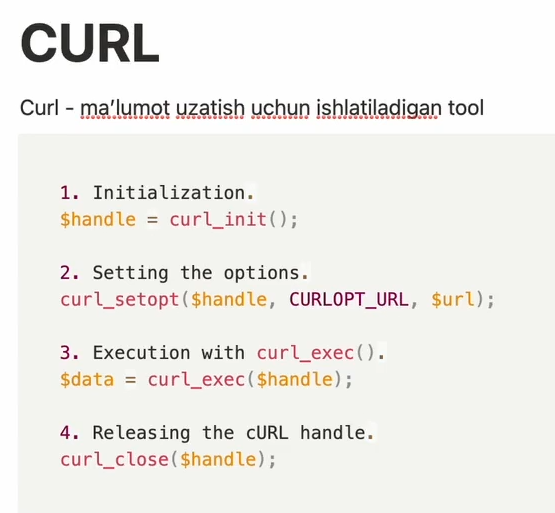 CURL
Curl - ma’lumot uzatish uchun ishlatiladigan tool
1. Initialization.
$handle = curl_init();
2. Setting the options.
curl_setopt($handle, CURLOPT_URL, $url);
3. Execution with curl_exec().
$data = curl_exec($handle);
4. Releasing the cURL handle.
curl_close($handle);